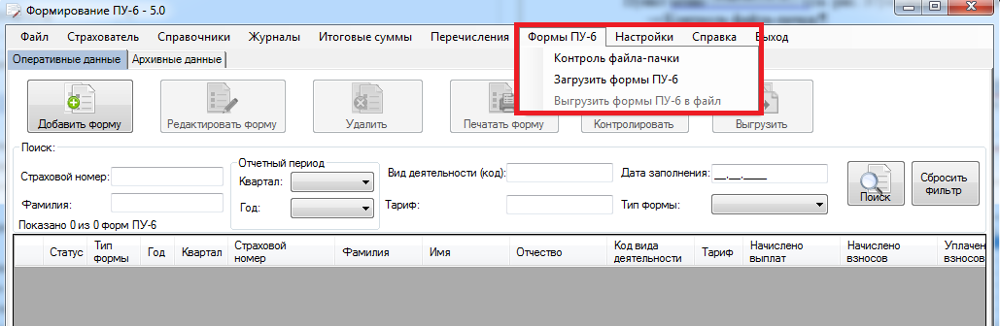 Формирование ПУ-6 - 5.0
Файл Страхователь Справочники Журналы Итоговые суммы Перечисления Формы ПУ-6 Настройки Справка Выход
Оперативные данные Архивные данные
Контроль файла-пачки
Загрузить формы ПУ-6
Выгрузить формы ПУ-6 в файл
Добавить форму Редактировать форму Удалить Печатать форму Контролировать Выгрузить
Поиск:
Страховой номер:
Фамилия:
Отчетный период
Квартал:
Год:
Вид деятельности (код):
Тариф:
Дата заполнения: __.__.____
Тип формы:
Поиск
Сбросить
фильтр
Показано 0 из 0 форм ПУ-6
Статус Тип формы Год Квартал Страховой номер Фамилия Имя Отчество Код вида деятельности Тариф Начислено выплат Начислено взносов Уплачен взносов